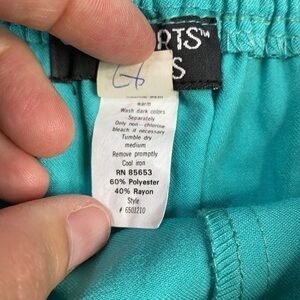 RTS™
S
warm
Wash dark colors
Separately
Only non - chlorine
bleach if necessary
Tumble dry
medium
Remove promptly
Cool iron
RN 85653
60% Polyester
40% Rayon
Style
# 6501210